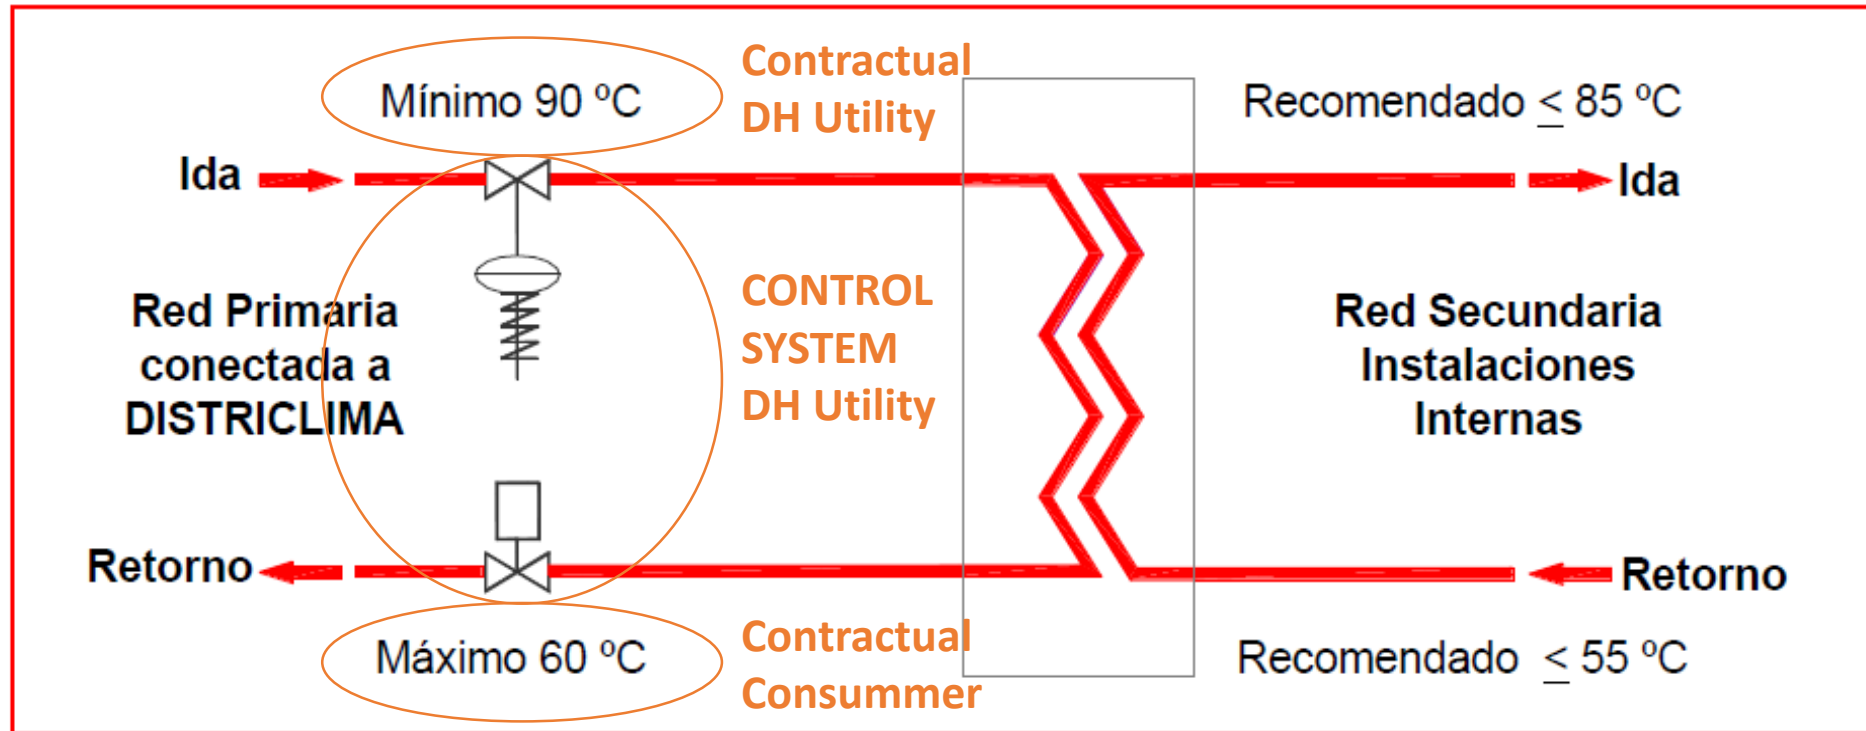 Mínimo 90 ºC
Contractual
DH Utility
Recomendado ≤ 85 ºC
Ida
Ida
Red Primaria
conectada a
DISTRICLIMA
CONTROL
SYSTEM
DH Utility
Red Secundaria
Instalaciones
Internas
Retorno
Retorno
Máximo 60 ºC
Contractual
Consummer
Recomendado ≤ 55 ºC